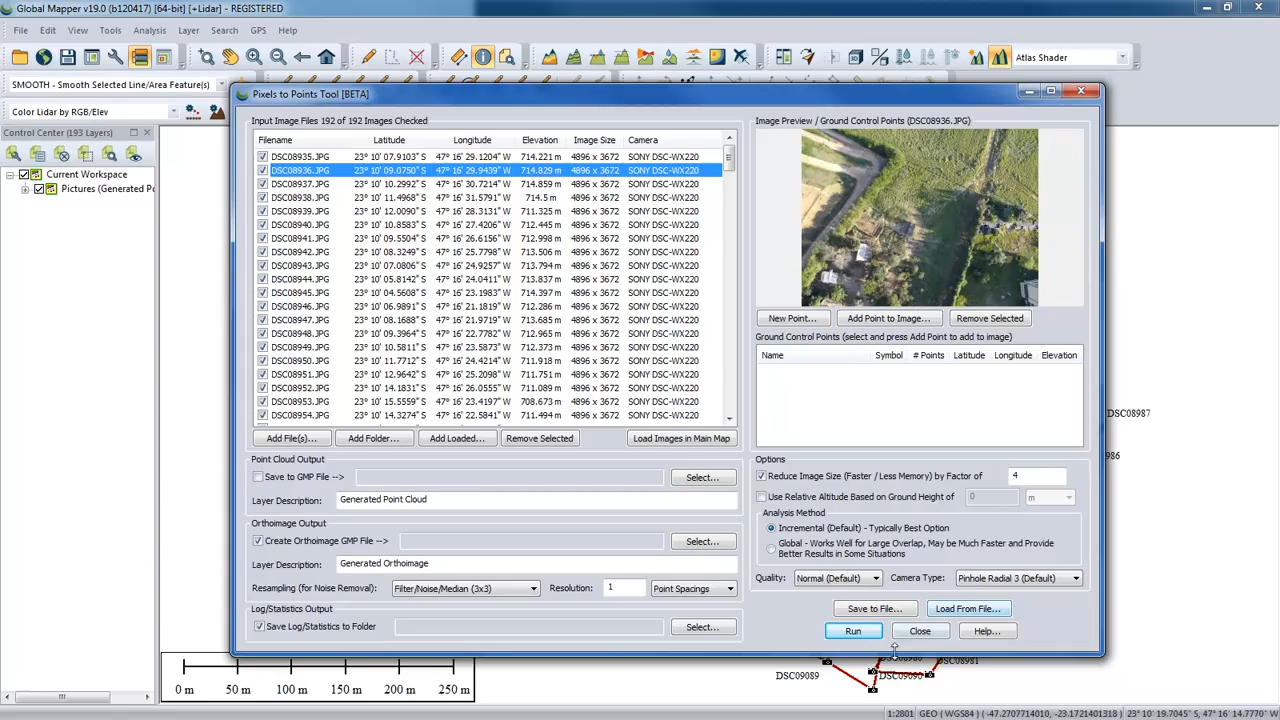 Global Mapper v19.0 (b120417) [64-bit] [+Lidar] - REGISTERED
File Edit View Tools Analysis Layer Search GPS Help
Atlas Shader
SMOOTH - Smooth Selected Line/Area Feature(s)
Color Lidar by RGB/Elev
Control Center (193 Layers)
Current Workspace
Pictures (Generated Po
Pixels to Points Tool [BETA]
Input Image Files 192 of 192 Images Checked
Filename Latitude Longitude Elevation Image Size Camera
DSC08935.JPG 23° 10' 07.9103" S 47° 16' 29.1204" W 714.221 m 4896 x 3672 SONY DSC-WX220
DSC08936.JPG 23° 10' 09.0750" S 47° 16' 29.9439" W 714.829 m 4896 x 3672 SONY DSC-WX220
DSC08937.JPG 23° 10' 10.2992" S 47° 16' 30.7214" W 714.859 m 4896 x 3672 SONY DSC-WX220
DSC08938.JPG 23° 10' 11.4968" S 47° 16' 31.5791" W 714.5 m 4896 x 3672 SONY DSC-WX220
DSC08939.JPG 23° 10' 12.0090" S 47° 16' 28.3131" W 711.325 m 4896 x 3672 SONY DSC-WX220
DSC08940.JPG 23° 10' 10.8583" S 47° 16' 27.4206" W 712.445 m 4896 x 3672 SONY DSC-WX220
DSC08941.JPG 23° 10' 09.5504" S 47° 16' 26.6156" W 712.998 m 4896 x 3672 SONY DSC-WX220
DSC08942.JPG 23° 10' 08.3249" S 47° 16' 25.7798" W 713.506 m 4896 x 3672 SONY DSC-WX220
DSC08943.JPG 23° 10' 07.0806" S 47° 16' 24.9257" W 713.794 m 4896 x 3672 SONY DSC-WX220
DSC08944.JPG 23° 10' 05.8142" S 47° 16' 24.0411" W 713.837 m 4896 x 3672 SONY DSC-WX220
DSC08945.JPG 23° 10' 04.5608" S 47° 16' 23.1983" W 714.397 m 4896 x 3672 SONY DSC-WX220
DSC08946.JPG 23° 10' 06.9891" S 47° 16' 21.1819" W 712.286 m 4896 x 3672 SONY DSC-WX220
DSC08947.JPG 23° 10' 08.1687" S 47° 16' 21.9378" W 713.088 m 4896 x 3672 SONY DSC-WX220
DSC08948.JPG 23° 10' 09.3964" S 47° 16' 22.7782" W 712.965 m 4896 x 3672 SONY DSC-WX220
DSC08949.JPG 23° 10' 10.5811" S 47° 16' 23.5873" W 712.373 m 4896 x 3672 SONY DSC-WX220
DSC08950.JPG 23° 10' 11.7712" S 47° 16' 24.4214" W 711.918 m 4896 x 3672 SONY DSC-WX220
DSC08951.JPG 23° 10' 12.9642" S 47° 16' 25.2098" W 711.751 m 4896 x 3672 SONY DSC-WX220
DSC08952.JPG 23° 10' 14.1831" S 47° 16' 26.0555" W 711.089 m 4896 x 3672 SONY DSC-WX220
DSC08953.JPG 23° 10' 15.5559" S 47° 16' 23.4197" W 708.673 m 4896 x 3672 SONY DSC-WX220
DSC08954.JPG 23° 10' 14.3274" S 47° 16' 22.5841" W 711.494 m 4896 x 3672 SONY DSC-WX220
Add File(s)... Add Folder... Add Loaded... Remove Selected Load Images in Main Map
Point Cloud Output
Save to GMP File --> Select...
Layer Description: Generated Point Cloud
Orthoimage Output
Create Orthoimage GMP File --> Select...
Layer Description: Generated Orthoimage
Resampling (for Noise Removal): Filter/Noise/Median (3x3) Resolution: 1 Point Spacings
Log/Statistics Output
Save Log/Statistics to Folder Select...
Image Preview / Ground Control Points (DSC08936.JPG)
New Point... Add Point to Image... Remove Selected
Ground Control Points (select and press Add Point to add to image)
Name Symbol # Points Latitude Longitude Elevation
Options
Reduce Image Size (Faster / Less Memory) by Factor of 4
Use Relative Altitude Based on Ground Height of 0 m
Analysis Method
Incremental (Default) - Typically Best Option
Global - Works Well for Large Overlap, May be Much Faster and Provide
Better Results in Some Situations
Quality: Normal (Default) Camera Type: Pinhole Radial 3 (Default)
Save to File... Load From File...
Run Close Help...
DSC08987
986
DSC08981
DSC09089 DSC09090
0 m 50 m 100 m 150 m 200 m 250 m
1:2801 GEO ( WGS84 ) ( -47.2707714010, -23.1721401318 ) 23° 10' 19.7045" S, 47° 16' 14.7770" W